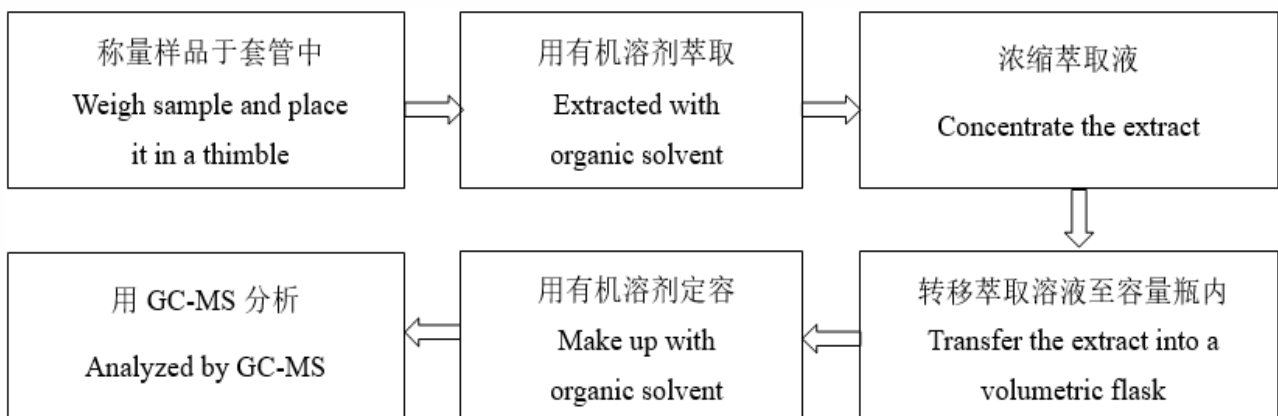 称量样品于套管中
Weigh sample and place
it in a thimble
用有机溶剂萃取
Extracted with
organic solvent
浓缩萃取液
Concentrate the extract
转移萃取溶液至容量瓶内
Transfer the extract into a
volumetric flask
用有机溶剂定容
Make up with
organic solvent
用 GC-MS 分析
Analyzed by GC-MS